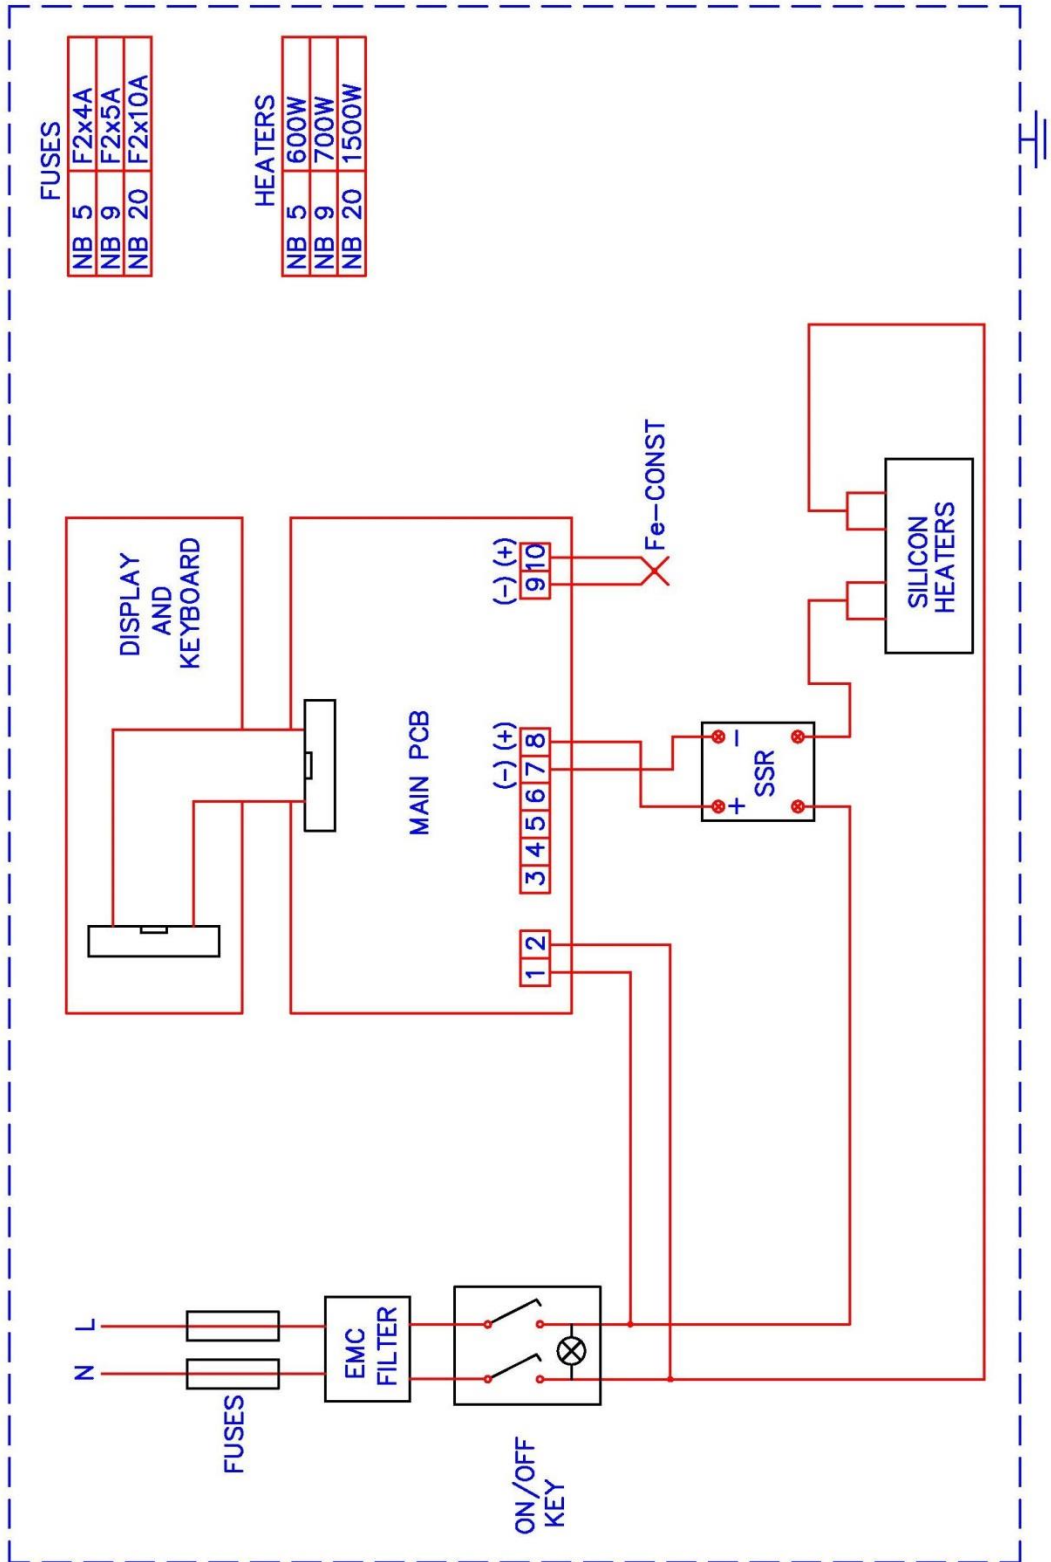 FUSES
NB 5 F2x4A
NB 9 F2x5A
NB 20 F2x10A
HEATERS
NB 5 600W
NB 9 700W
NB 20 1500W
DISPLAY
AND
KEYBOARD
MAIN PCB
(-) (+)
(-) (+)
1 2
3 4 5 6 7 8
9 10
Fe-CONST
L
N
FUSES
EMC
FILTER
ON/OFF
KEY
+ -
SSR
SILICON
HEATERS